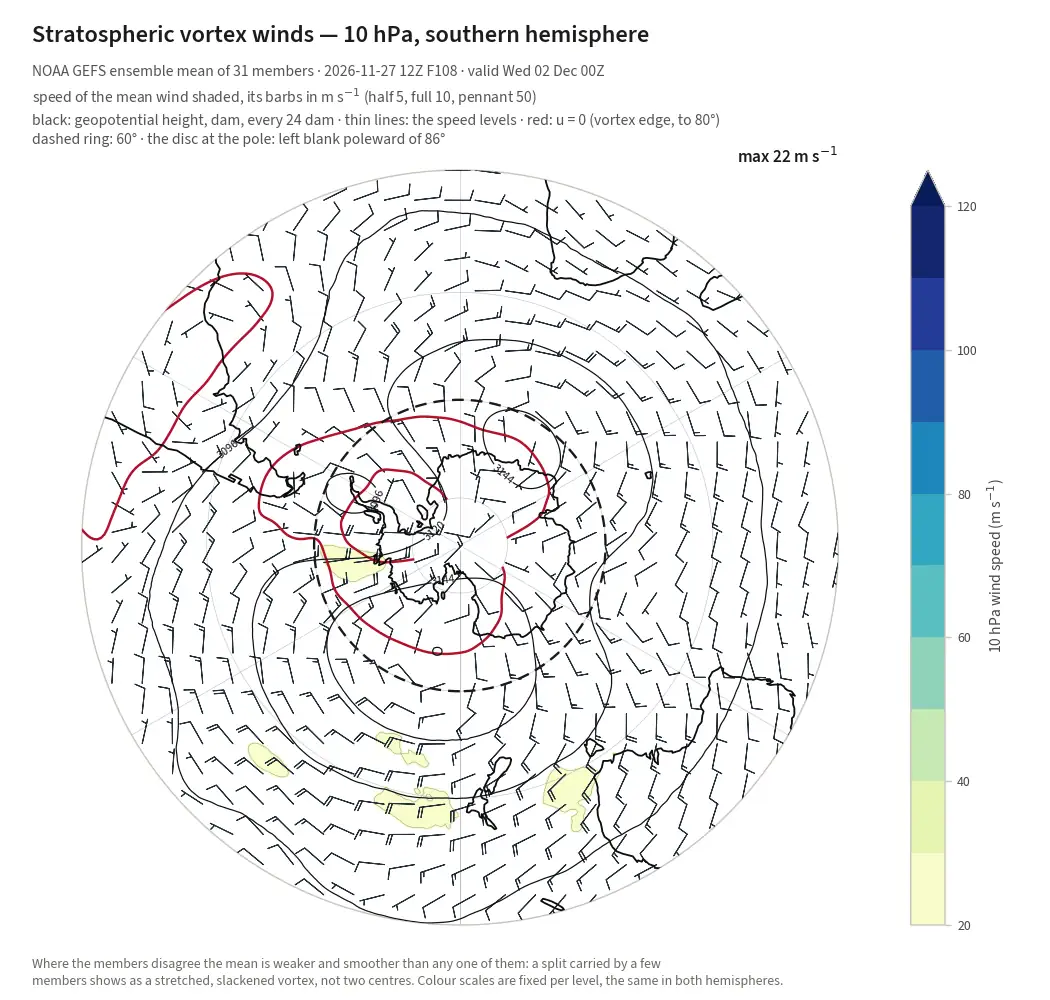 Stratospheric vortex winds — 10 hPa, southern hemisphere
NOAA GEFS ensemble mean of 31 members · 2026-11-27 12Z F108 · valid Wed 02 Dec 00Z
speed of the mean wind shaded, its barbs in m s⁻¹ (half 5, full 10, pennant 50)
black: geopotential height, dam, every 24 dam · thin lines: the speed levels · red: u = 0 (vortex edge, to 80°)
dashed ring: 60° · the disc at the pole: left blank poleward of 86°
max 22 m s⁻¹
120
100
80
60
40
20
10 hPa wind speed (m s⁻¹)
3144
Where the members disagree the mean is weaker and smoother than any one of them: a split carried by a few
members shows as a stretched, slackened vortex, not two centres. Colour scales are fixed per level, the same in both hemispheres.